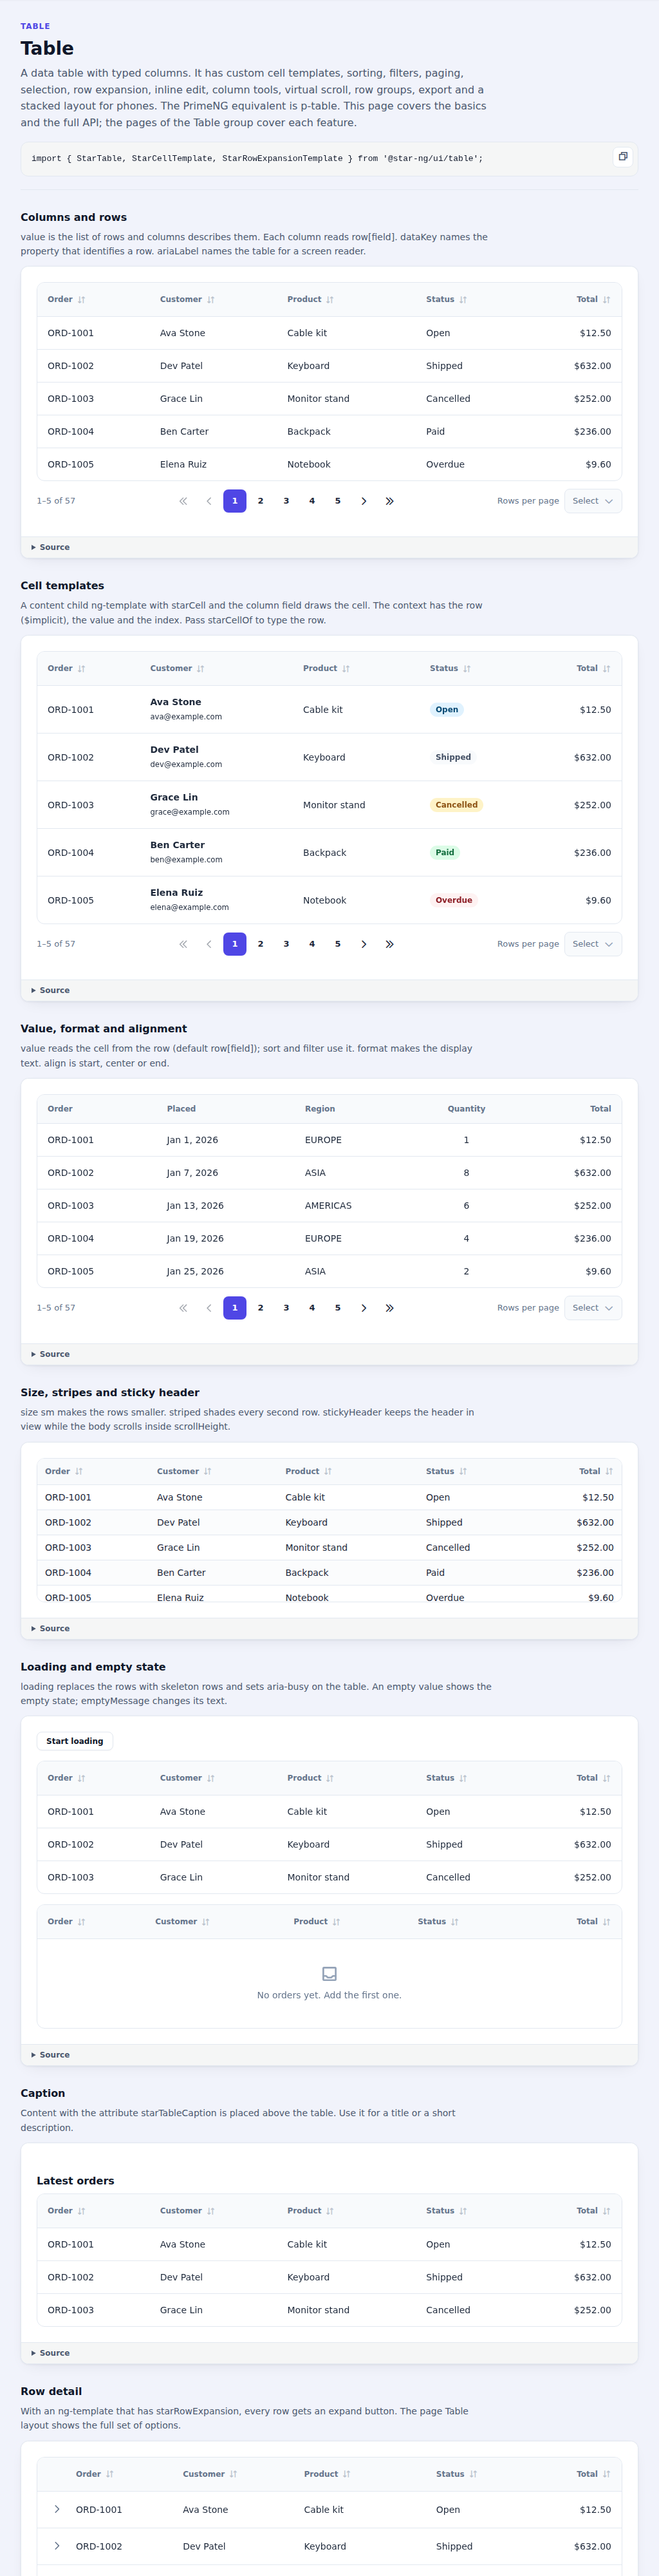 TABLE
Table
A data table with typed columns. It has custom cell templates, sorting, filters, paging,
selection, row expansion, inline edit, column tools, virtual scroll, row groups, export and a
stacked layout for phones. The PrimeNG equivalent is p-table. This page covers the basics
and the full API; the pages of the Table group cover each feature.
import { StarTable, StarCellTemplate, StarRowExpansionTemplate } from '@star-ng/ui/table';
Columns and rows
value is the list of rows and columns describes them. Each column reads row[field]. dataKey names the
property that identifies a row. ariaLabel names the table for a screen reader.
Order Customer Product Status Total
ORD-1001 Ava Stone Cable kit Open $12.50
ORD-1002 Dev Patel Keyboard Shipped $632.00
ORD-1003 Grace Lin Monitor stand Cancelled $252.00
ORD-1004 Ben Carter Backpack Paid $236.00
ORD-1005 Elena Ruiz Notebook Overdue $9.60
1–5 of 57 1 2 3 4 5 Rows per page Select
Source
Cell templates
A content child ng-template with starCell and the column field draws the cell. The context has the row
($implicit), the value and the index. Pass starCellOf to type the row.
Order Customer Product Status Total
ORD-1001 Ava Stone Cable kit Open $12.50
ava@example.com
ORD-1002 Dev Patel Keyboard Shipped $632.00
dev@example.com
ORD-1003 Grace Lin Monitor stand Cancelled $252.00
grace@example.com
ORD-1004 Ben Carter Backpack Paid $236.00
ben@example.com
ORD-1005 Elena Ruiz Notebook Overdue $9.60
elena@example.com
1–5 of 57 1 2 3 4 5 Rows per page Select
Source
Value, format and alignment
value reads the cell from the row (default row[field]); sort and filter use it. format makes the display
text. align is start, center or end.
Order Placed Region Quantity Total
ORD-1001 Jan 1, 2026 EUROPE 1 $12.50
ORD-1002 Jan 7, 2026 ASIA 8 $632.00
ORD-1003 Jan 13, 2026 AMERICAS 6 $252.00
ORD-1004 Jan 19, 2026 EUROPE 4 $236.00
ORD-1005 Jan 25, 2026 ASIA 2 $9.60
1–5 of 57 1 2 3 4 5 Rows per page Select
Source
Size, stripes and sticky header
size sm makes the rows smaller. striped shades every second row. stickyHeader keeps the header in
view while the body scrolls inside scrollHeight.
Order Customer Product Status Total
ORD-1001 Ava Stone Cable kit Open $12.50
ORD-1002 Dev Patel Keyboard Shipped $632.00
ORD-1003 Grace Lin Monitor stand Cancelled $252.00
ORD-1004 Ben Carter Backpack Paid $236.00
ORD-1005 Elena Ruiz Notebook Overdue $9.60
Source
Loading and empty state
loading replaces the rows with skeleton rows and sets aria-busy on the table. An empty value shows the
empty state; emptyMessage changes its text.
Start loading
Order Customer Product Status Total
ORD-1001 Ava Stone Cable kit Open $12.50
ORD-1002 Dev Patel Keyboard Shipped $632.00
ORD-1003 Grace Lin Monitor stand Cancelled $252.00
Order Customer Product Status Total
No orders yet. Add the first one.
Source
Caption
Content with the attribute starTableCaption is placed above the table. Use it for a title or a short
description.
Latest orders
Order Customer Product Status Total
ORD-1001 Ava Stone Cable kit Open $12.50
ORD-1002 Dev Patel Keyboard Shipped $632.00
ORD-1003 Grace Lin Monitor stand Cancelled $252.00
Source
Row detail
With an ng-template that has starRowExpansion, every row gets an expand button. The page Table
layout shows the full set of options.
Order Customer Product Status Total
ORD-1001 Ava Stone Cable kit Open $12.50
ORD-1002 Dev Patel Keyboard Shipped $632.00